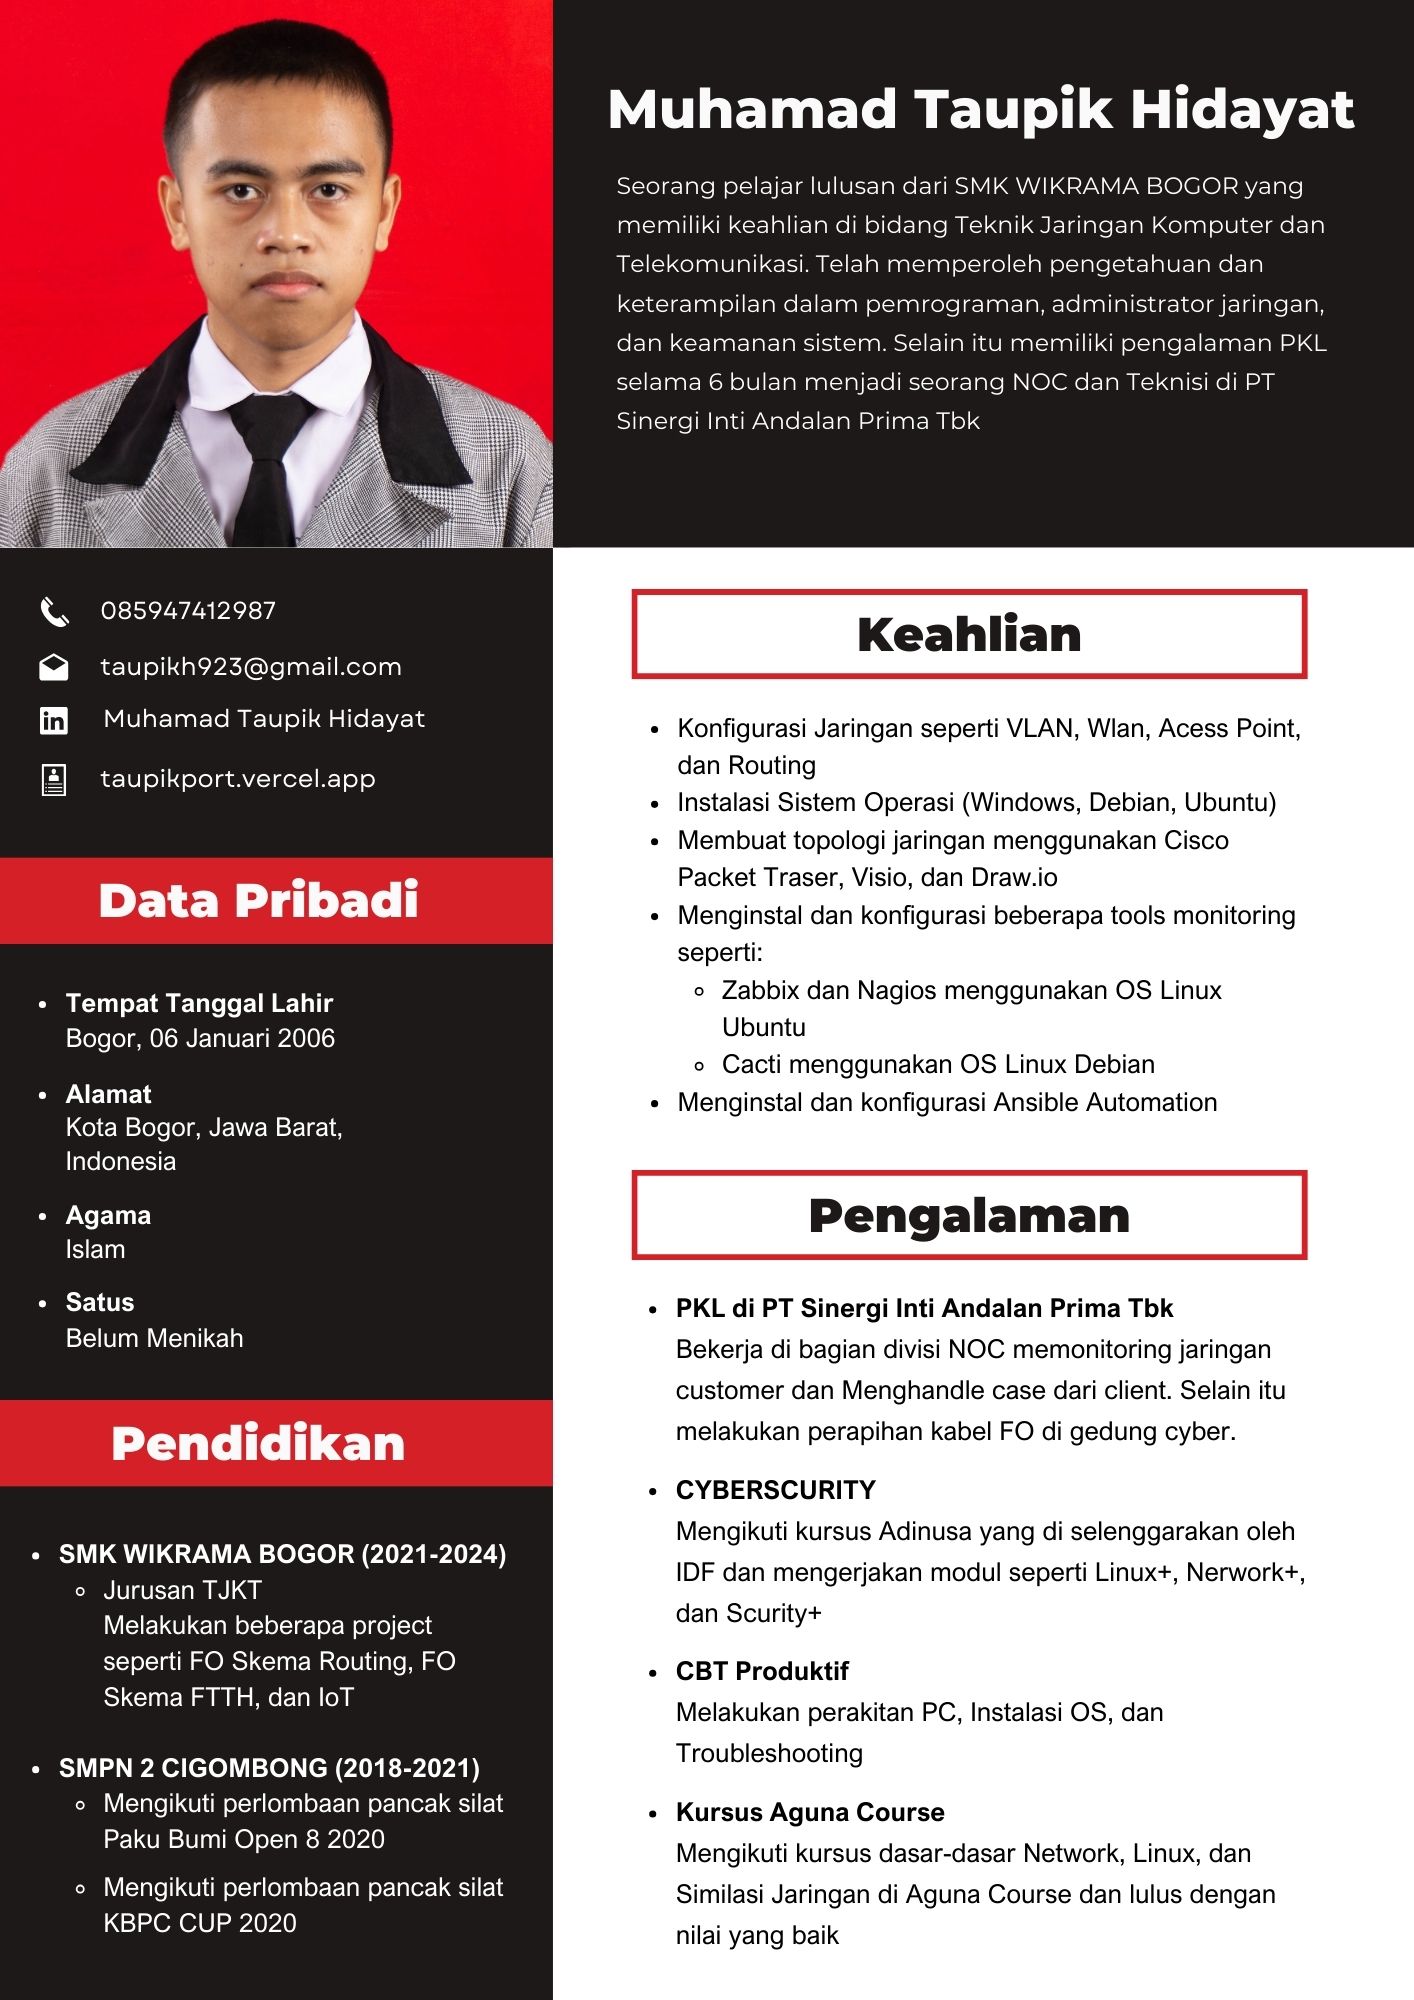 Muhamad Taupik Hidayat
Seorang pelajar lulusan dari SMK WIKRAMA BOGOR yang
memiliki keahlian di bidang Teknik Jaringan Komputer dan
Telekomunikasi. Telah memperoleh pengetahuan dan
keterampilan dalam pemrograman, administrator jaringan,
dan keamanan sistem. Selain itu memiliki pengalaman PKL
selama 6 bulan menjadi seorang NOC dan Teknisi di PT
Sinergi Inti Andalan Prima Tbk
085947412987
taupikh923@gmail.com
in Muhamad Taupik Hidayat
taupikport.vercel.app
Data Pribadi
• Tempat Tanggal Lahir
Bogor, 06 Januari 2006
• Alamat
Kota Bogor, Jawa Barat,
Indonesia
• Agama
Islam
• Satus
Belum Menikah
Pendidikan
• SMK WIKRAMA BOGOR (2021-2024)
◦ Jurusan TJKT
Melakukan beberapa project
seperti FO Skema Routing, FO
Skema FTTH, dan IoT
• SMPN 2 CIGOMBONG (2018-2021)
◦ Mengikuti perlombaan pancak silat
Paku Bumi Open 8 2020
◦ Mengikuti perlombaan pancak silat
KBPC CUP 2020
Keahlian
• Konfigurasi Jaringan seperti VLAN, Wlan, Acess Point,
dan Routing
• Instalasi Sistem Operasi (Windows, Debian, Ubuntu)
• Membuat topologi jaringan menggunakan Cisco
Packet Traser, Visio, dan Draw.io
• Menginstal dan konfigurasi beberapa tools monitoring
seperti:
◦ Zabbix dan Nagios menggunakan OS Linux
Ubuntu
◦ Cacti menggunakan OS Linux Debian
• Menginstal dan konfigurasi Ansible Automation
Pengalaman
• PKL di PT Sinergi Inti Andalan Prima Tbk
Bekerja di bagian divisi NOC memonitoring jaringan
customer dan Menghandle case dari client. Selain itu
melakukan perapihan kabel FO di gedung cyber.
• CYBERSCURITY
Mengikuti kursus Adinusa yang di selenggarakan oleh
IDF dan mengerjakan modul seperti Linux+, Nerwork+,
dan Scurity+
• CBT Produktif
Melakukan perakitan PC, Instalasi OS, dan
Troubleshooting
• Kursus Aguna Course
Mengikuti kursus dasar-dasar Network, Linux, dan
Similasi Jaringan di Aguna Course dan lulus dengan
nilai yang baik